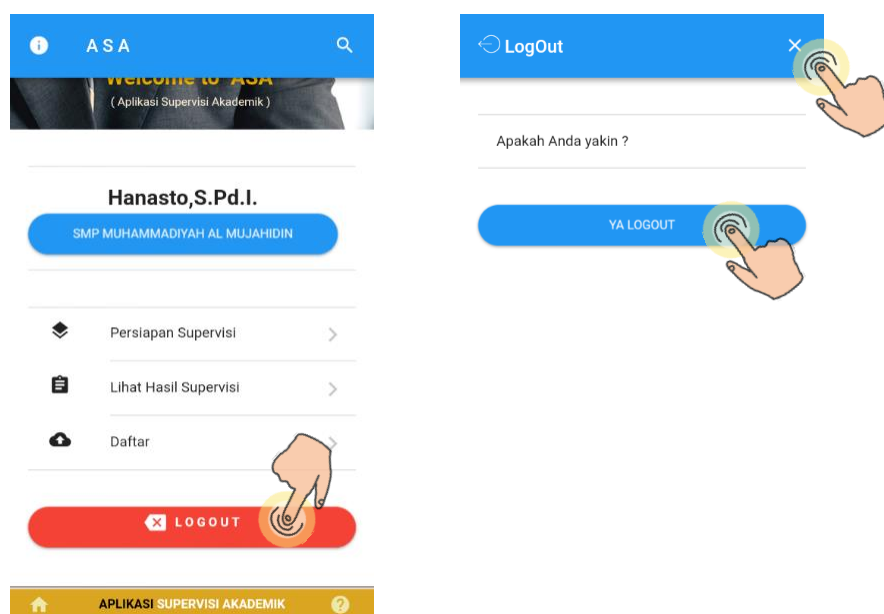 A S A
Welcome to ASA
( Aplikasi Supervisi Akademik )
Hanasto,S.Pd.I.
SMP MUHAMMADIYAH AL MUJAHIDIN
Persiapan Supervisi
Lihat Hasil Supervisi
Daftar
LOGOUT
APLIKASI SUPERVISI AKADEMIK
LogOut
Apakah Anda yakin ?
YA LOGOUT